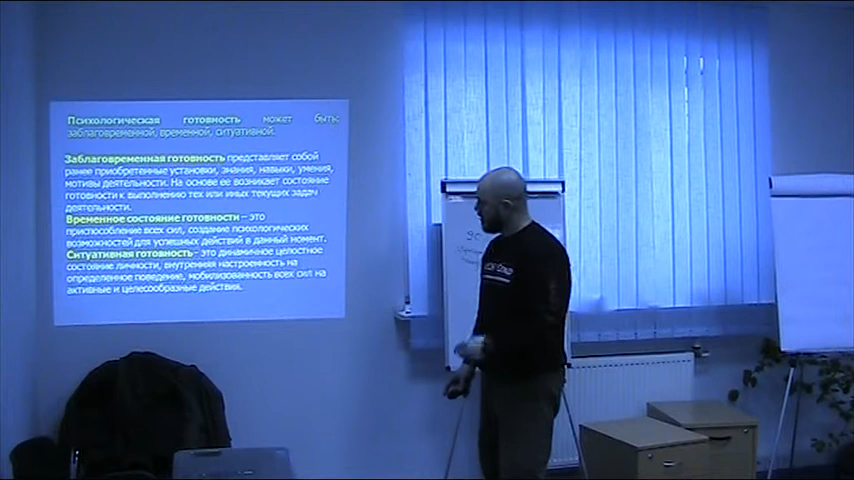 Психологическая готовность может быть:
заблаговременной, временной, ситуативной.
Заблаговременная готовность представляет собой
ранее приобретенные установки, знания, навыки, умения,
мотивы деятельности. На основе ее возникает состояние
готовности к выполнению тех или иных текущих задач
деятельности.
Временное состояние готовности – это
приспособление всех сил, создание психологических
возможностей для успешных действий в данный момент.
Ситуативная готовность – это динамичное целостное
состояние личности, внутренняя настроенность на
определенное поведение, мобилизованность всех сил на
активные и целесообразные действия.